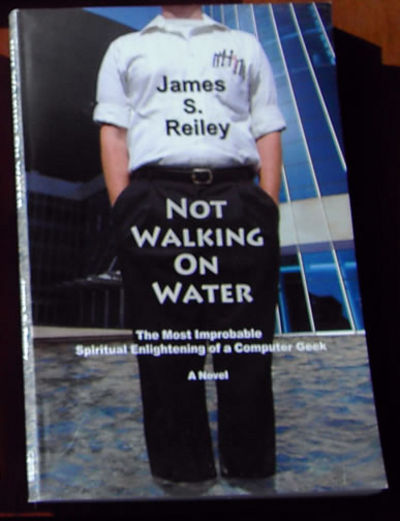 James
S.
Reiley
NOT
WALKING
ON
WATER
The Most Improbable
Spiritual Enlightening of a Computer Geek
A Novel